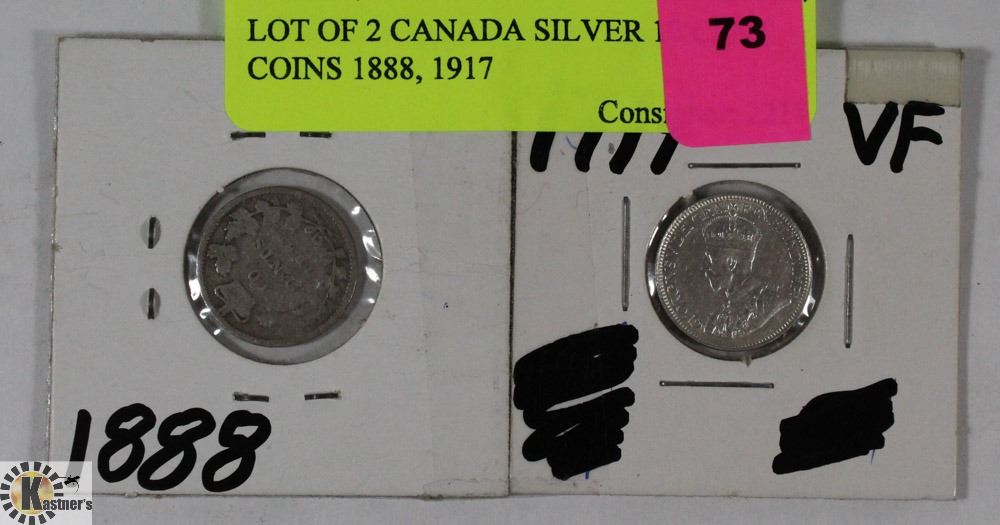 LOT OF 2 CANADA SILVER
73
COINS 1888, 1917
VF
1888
Kastner's